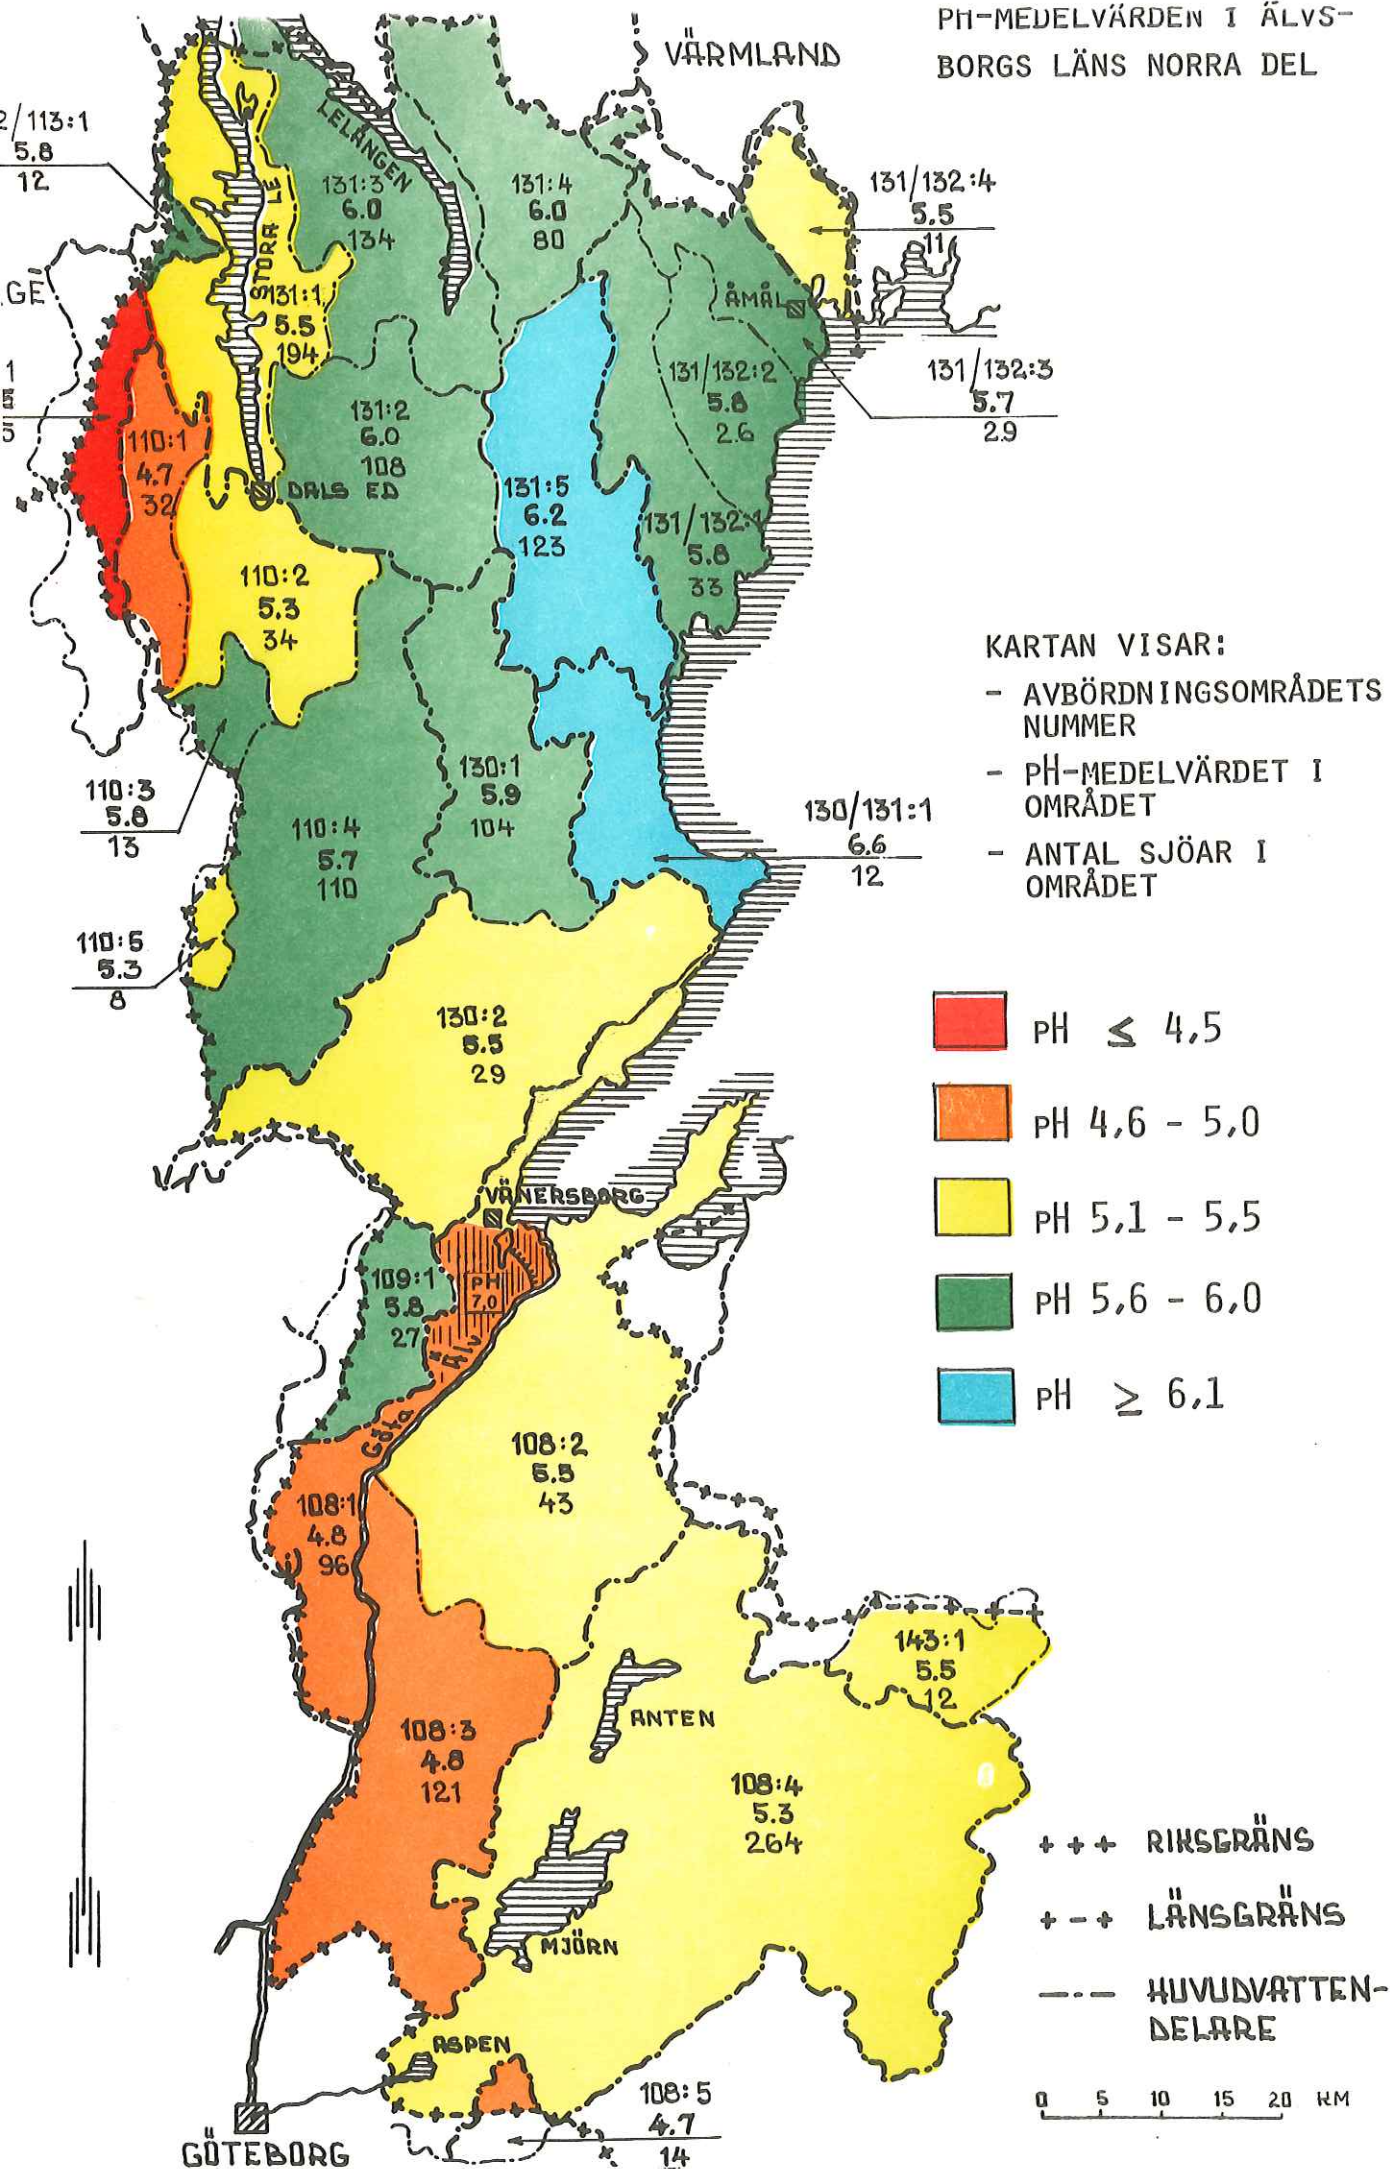 PH-MEDELVÄRDEN I ÄLVS-
BORGS LÄNS NORRA DEL
VÄRMLAND
2/113:1
5.8
12
LELÅNGEN
STORA LE
131:3
6.0
134
131:4
6.0
80
131/132:4
5.5
11
GE
131:1
5.5
194
ÅMÅL
131/132:2
5.8
2.6
131/132:3
5.7
2.9
1
5
110:1
4.7
32
131:2
6.0
108
DALS ED
131:5
6.2
123
131/132:1
5.8
33
110:2
5.3
34
KARTAN VISAR:
- AVBÖRDNINGSOMRÅDETS
NUMMER
- PH-MEDELVÄRDET I
OMRÅDET
- ANTAL SJÖAR I
OMRÅDET
110:3
5.8
13
130:1
5.9
104
110:4
5.7
110
130/131:1
6.6
12
110:5
5.3
8
130:2
5.5
29
PH ≤ 4,5
PH 4,6 - 5,0
PH 5,1 - 5,5
PH 5,6 - 6,0
PH ≥ 6,1
VÄNERSBORG
109:1
5.8
27
PH
7,0
Göta Älv
108:2
5.5
43
108:1
4.8
96
143:1
5.5
12
ANTEN
108:3
4.8
121
108:4
5.3
264
MJÖRN
+ + + RIKSGRÄNS
+ - + LÄNSGRÄNS
—·— HUVUDVATTEN-
DELARE
ASPEN
108:5
4.7
14
GÖTEBORG
0 5 10 15 20 KM